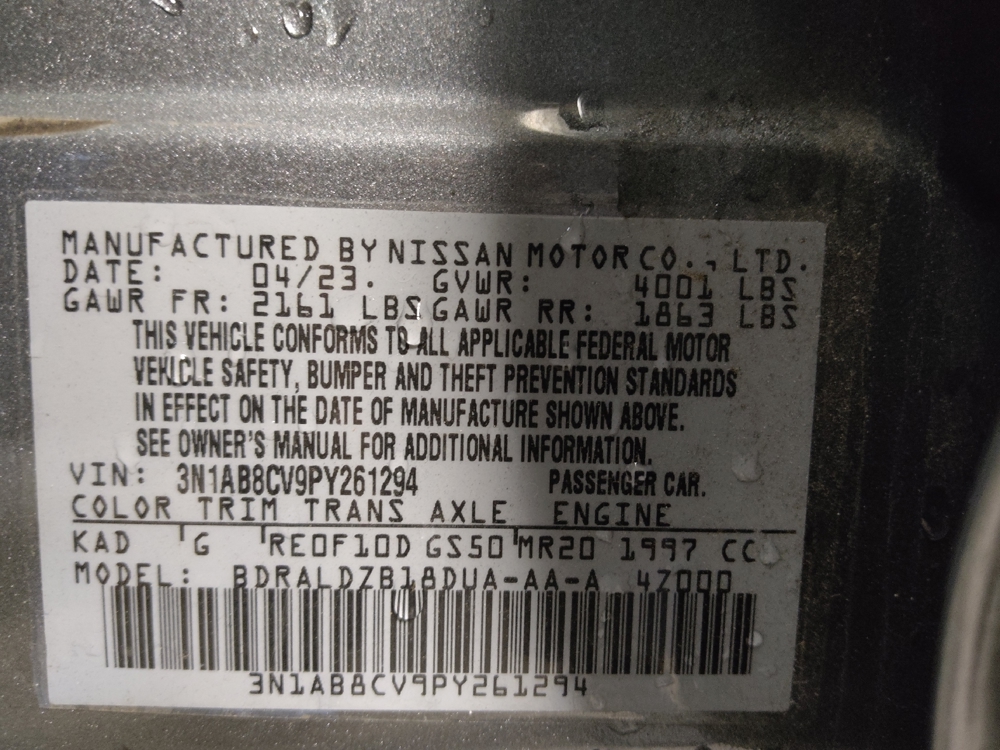 MANUFACTURED BY NISSAN MOTOR CO., LTD.
DATE: 04/23. GVWR: 4001 LBS
GAWR FR: 2161 LBS GAWR RR: 1863 LBS
THIS VEHICLE CONFORMS TO ALL APPLICABLE FEDERAL MOTOR
VEHICLE SAFETY, BUMPER AND THEFT PREVENTION STANDARDS
IN EFFECT ON THE DATE OF MANUFACTURE SHOWN ABOVE.
SEE OWNER'S MANUAL FOR ADDITIONAL INFORMATION.
VIN: 3N1AB8CV9PY261294 PASSENGER CAR.
COLOR TRIM TRANS AXLE ENGINE
KAD G RE0F10D GS50 MR20 1997 CC
MODEL: BDRALDZB18DUA-AA-A 4Z000
3N1AB8CV9PY261294